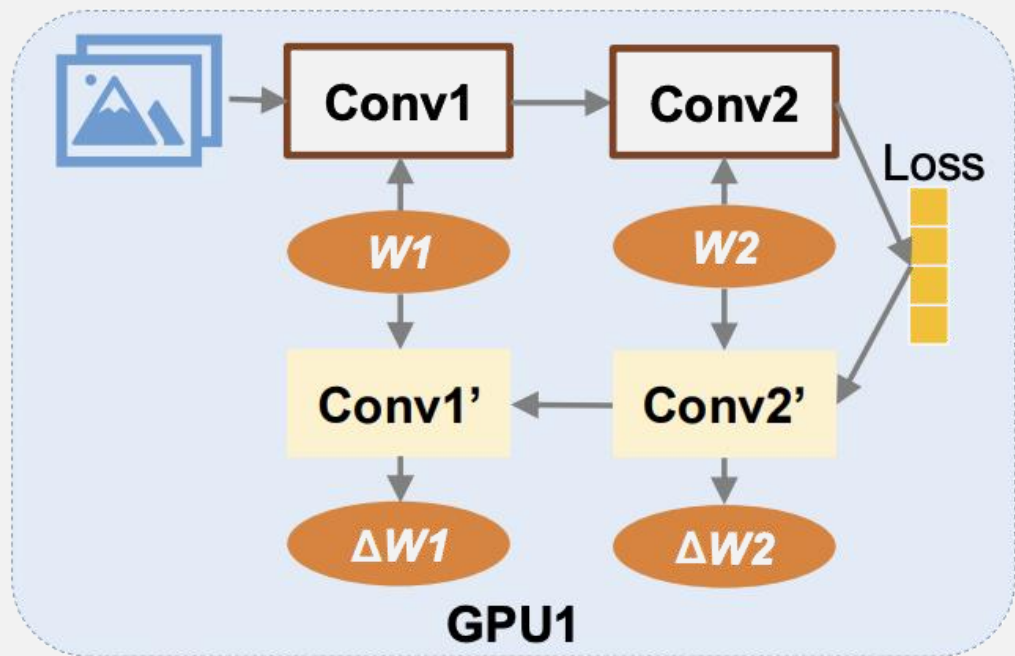 Conv1
Conv2
Loss
W1
W2
Conv1’
Conv2’
ΔW1
ΔW2
GPU1